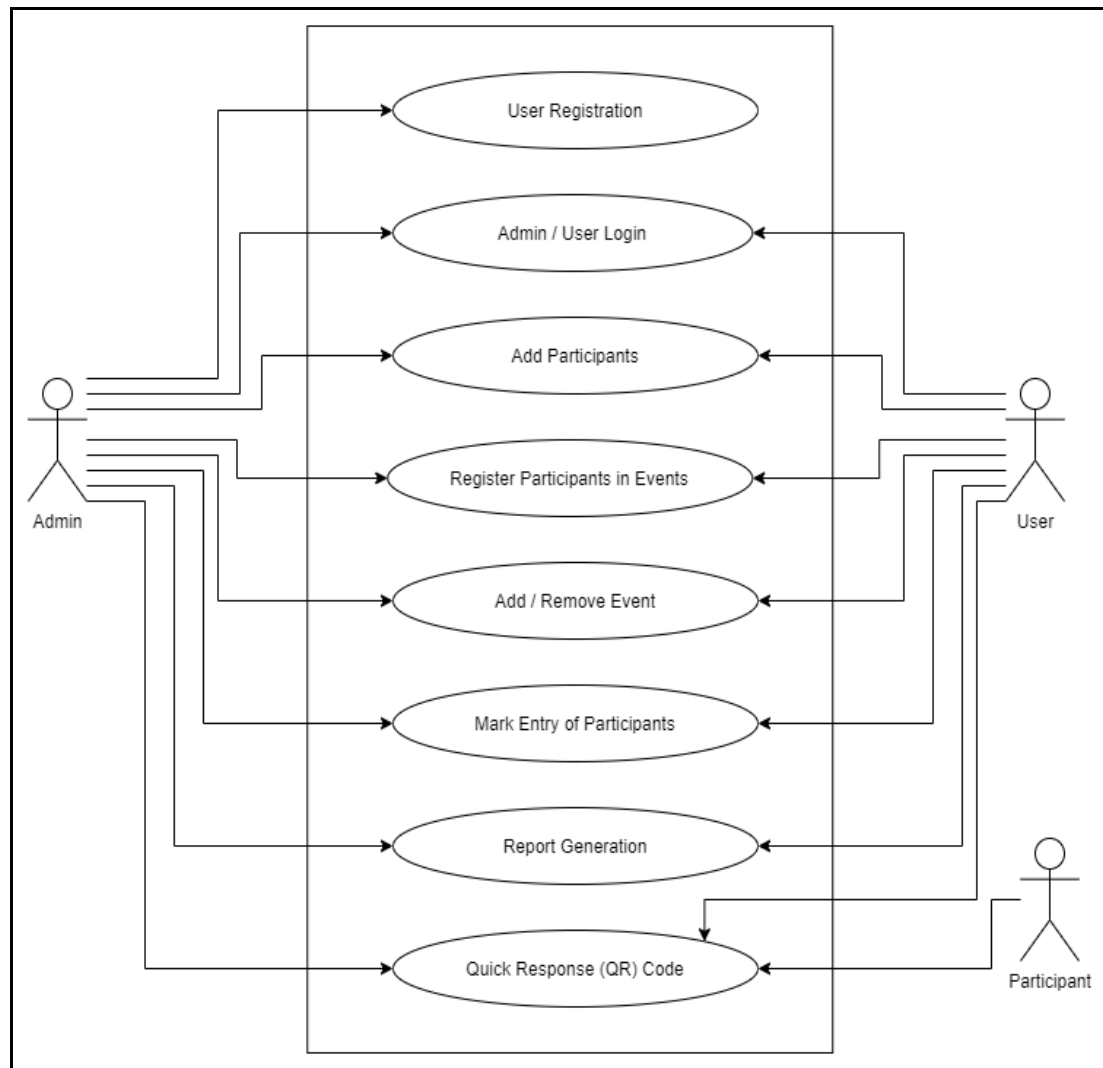 User Registration
Admin / User Login
Add Participants
Register Participants in Events
Admin
User
Add / Remove Event
Mark Entry of Participants
Report Generation
Quick Response (QR) Code
Participant